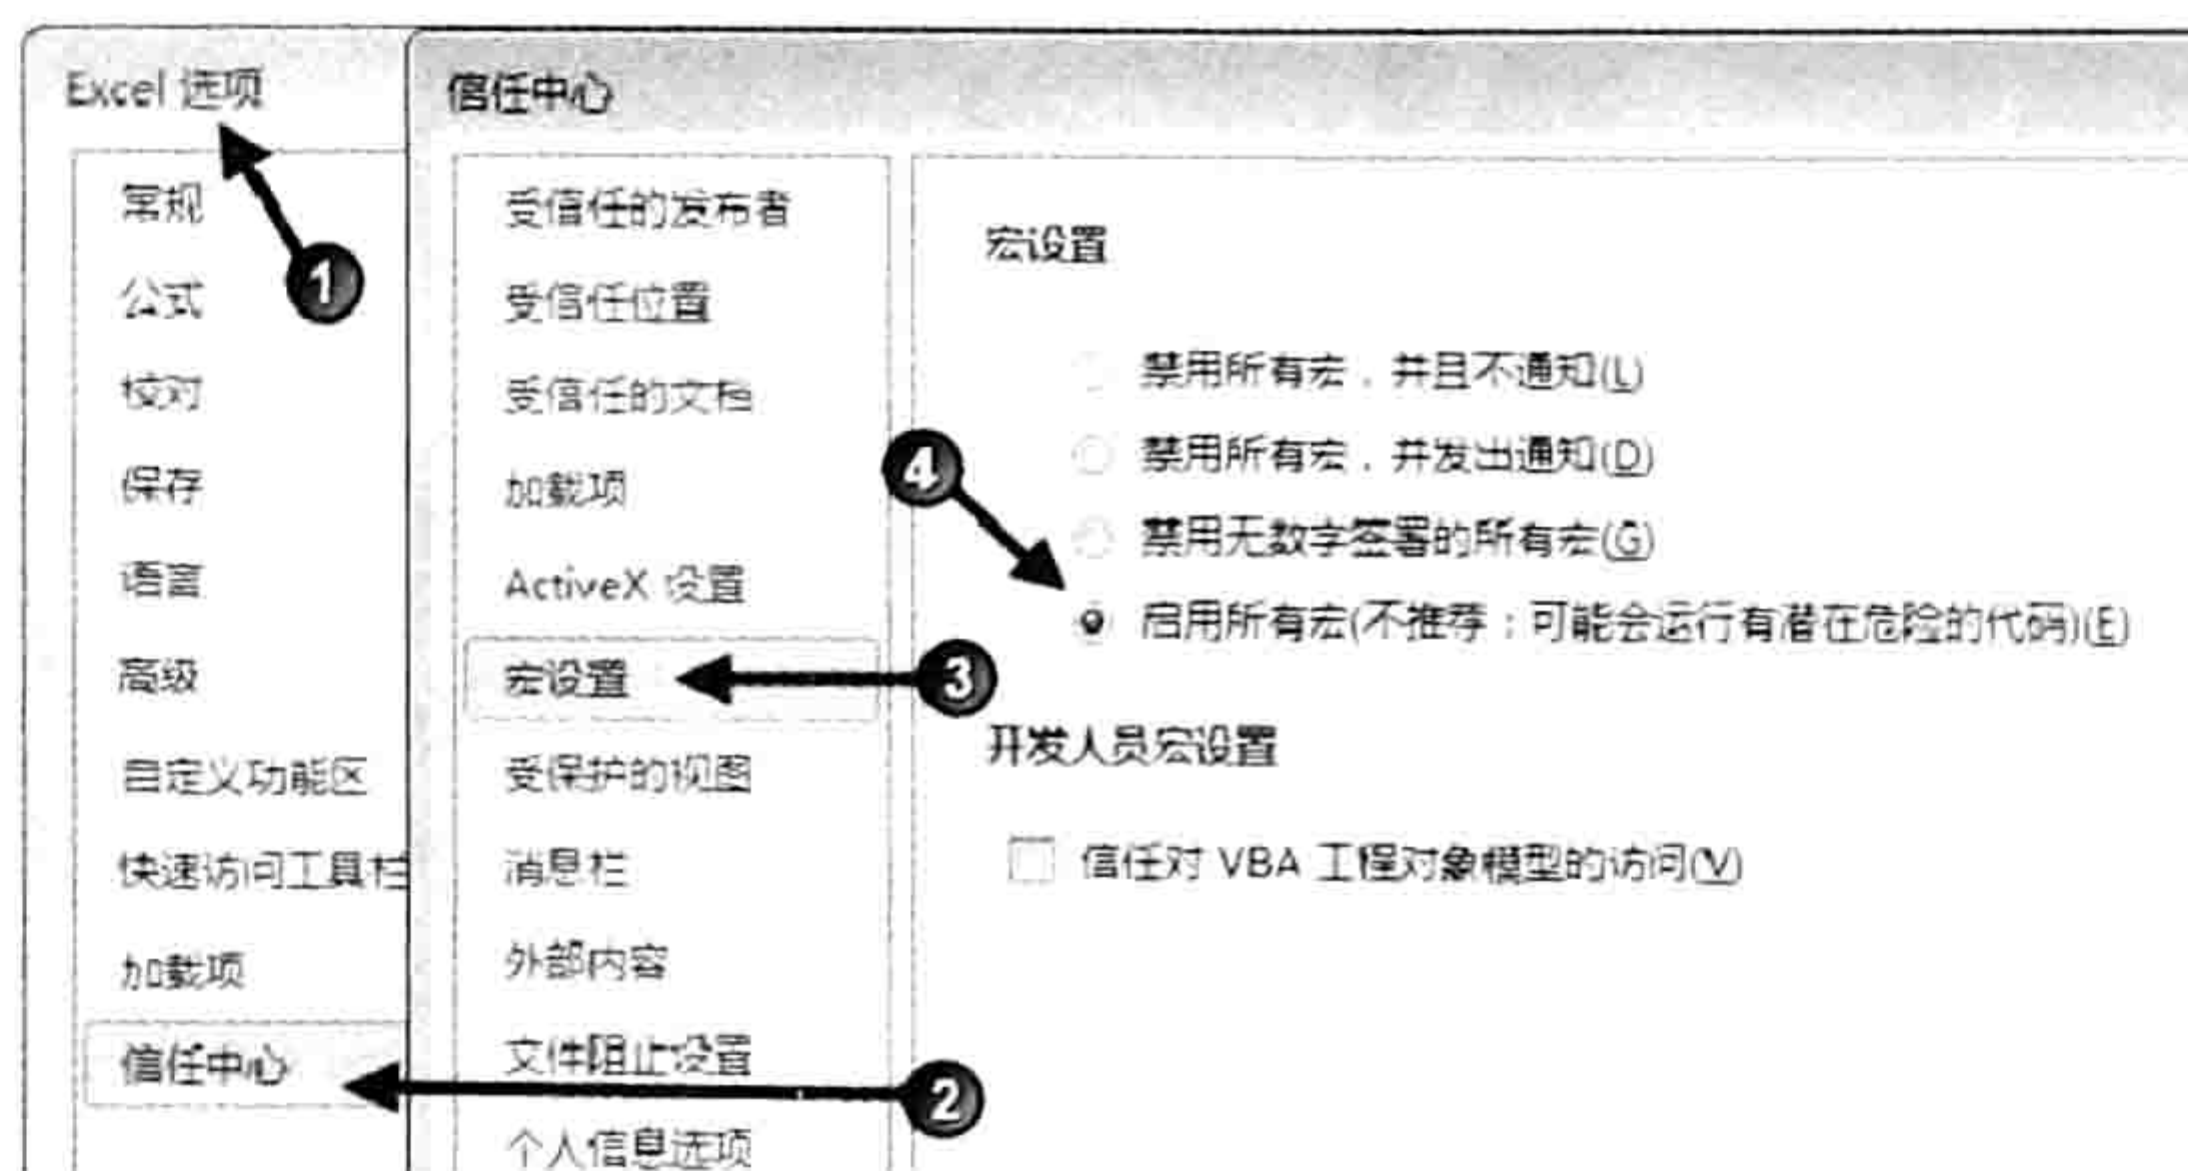 Excel 选项
常规
公式
校对
保存
语言
高级
自定义功能区
快速访问工具栏
加载项
信任中心
信任中心
受信任的发布者
受信任位置
受信任的文档
加载项
ActiveX 设置
宏设置
受保护的视图
消息栏
外部内容
文件阻止设置
个人信息选项
宏设置
禁用所有宏，并且不通知(L)
禁用所有宏，并发出通知(D)
禁用无数字签署的所有宏(G)
启用所有宏(不推荐；可能会运行有潜在危险的代码)(E)
开发人员宏设置
信任对 VBA 工程对象模型的访问(V)
1
2
3
4